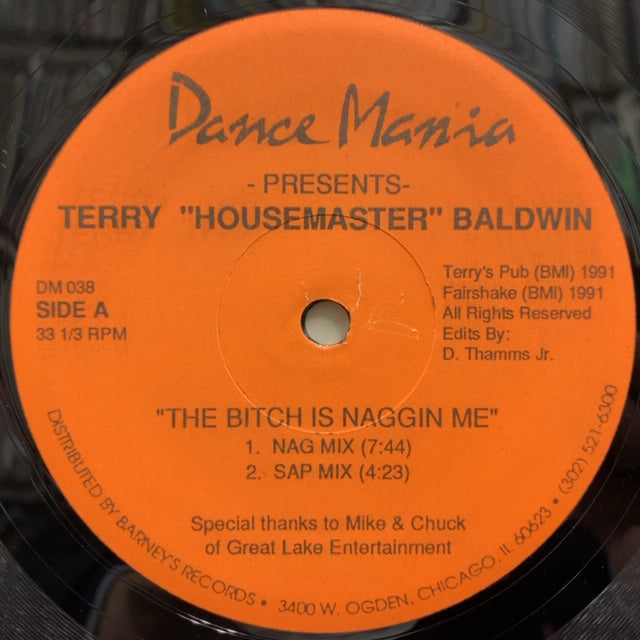 Dance Mania
- PRESENTS-
TERRY "HOUSEMASTER" BALDWIN
DM 038
SIDE A
33 1/3 RPM
Terry's Pub (BMI) 1991
Fairshake (BMI) 1991
All Rights Reserved
Edits By:
D. Thamms Jr.
"THE BITCH IS NAGGIN ME"
1. NAG MIX (7:44)
2. SAP MIX (4:23)
Special thanks to Mike & Chuck
of Great Lake Entertainment
DISTRIBUTED BY BARNEY'S RECORDS • 3400 W. OGDEN, CHICAGO, IL 60623 • (302) 521-6300